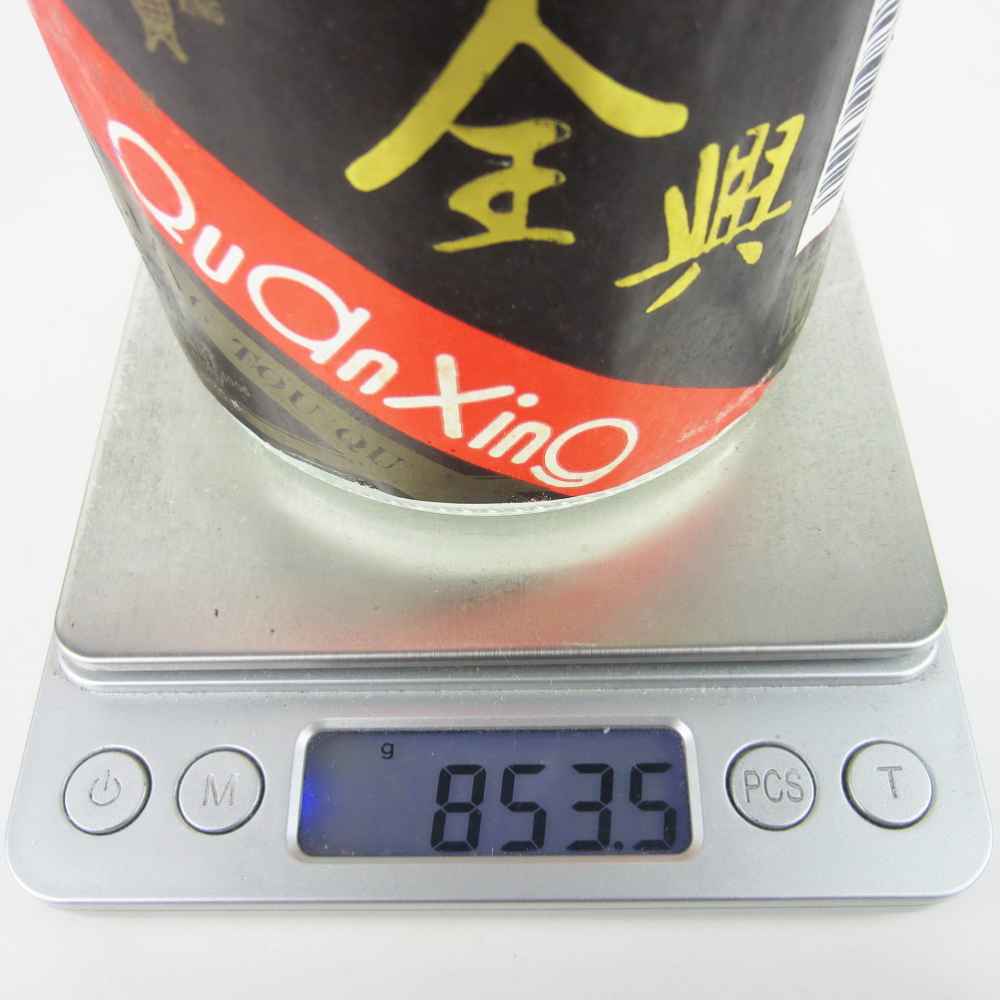 全興
QuanXing
TOU QU
g
853.5
M
PCS
T